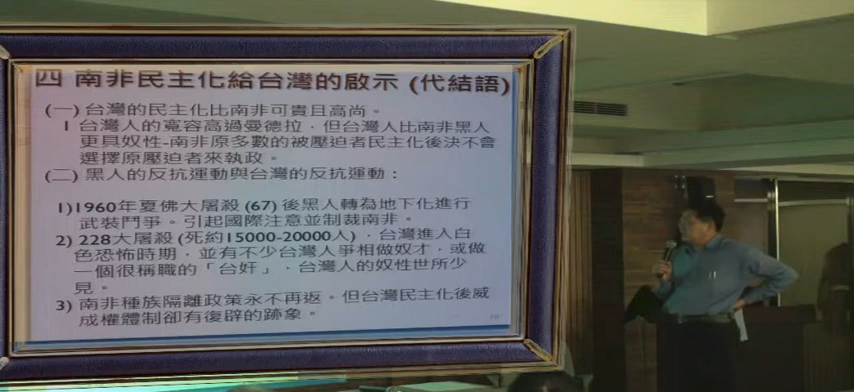 四 南非民主化給台灣的啟示 (代結語)
(一) 台灣的民主化比南非可貴且高尚。
l 台灣人的寬容高過曼德拉，但台灣人比南非黑人
更具奴性-南非原多數的被壓迫者民主化後決不會
選擇原壓迫者來執政。
(二) 黑人的反抗運動與台灣的反抗運動：
1)1960年夏佛大屠殺 (67) 後黑人轉為地下化進行
武裝鬥爭。引起國際注意並制裁南非。
2) 228大屠殺 (死約15000-20000人)，台灣進入白
色恐怖時期，並有不少台灣人爭相做奴才，或做
一個很稱職的「台奸」，台灣人的奴性世所少
見。
3) 南非種族隔離政策永不再返。但台灣民主化後威
成權體制卻有復辟的跡象。